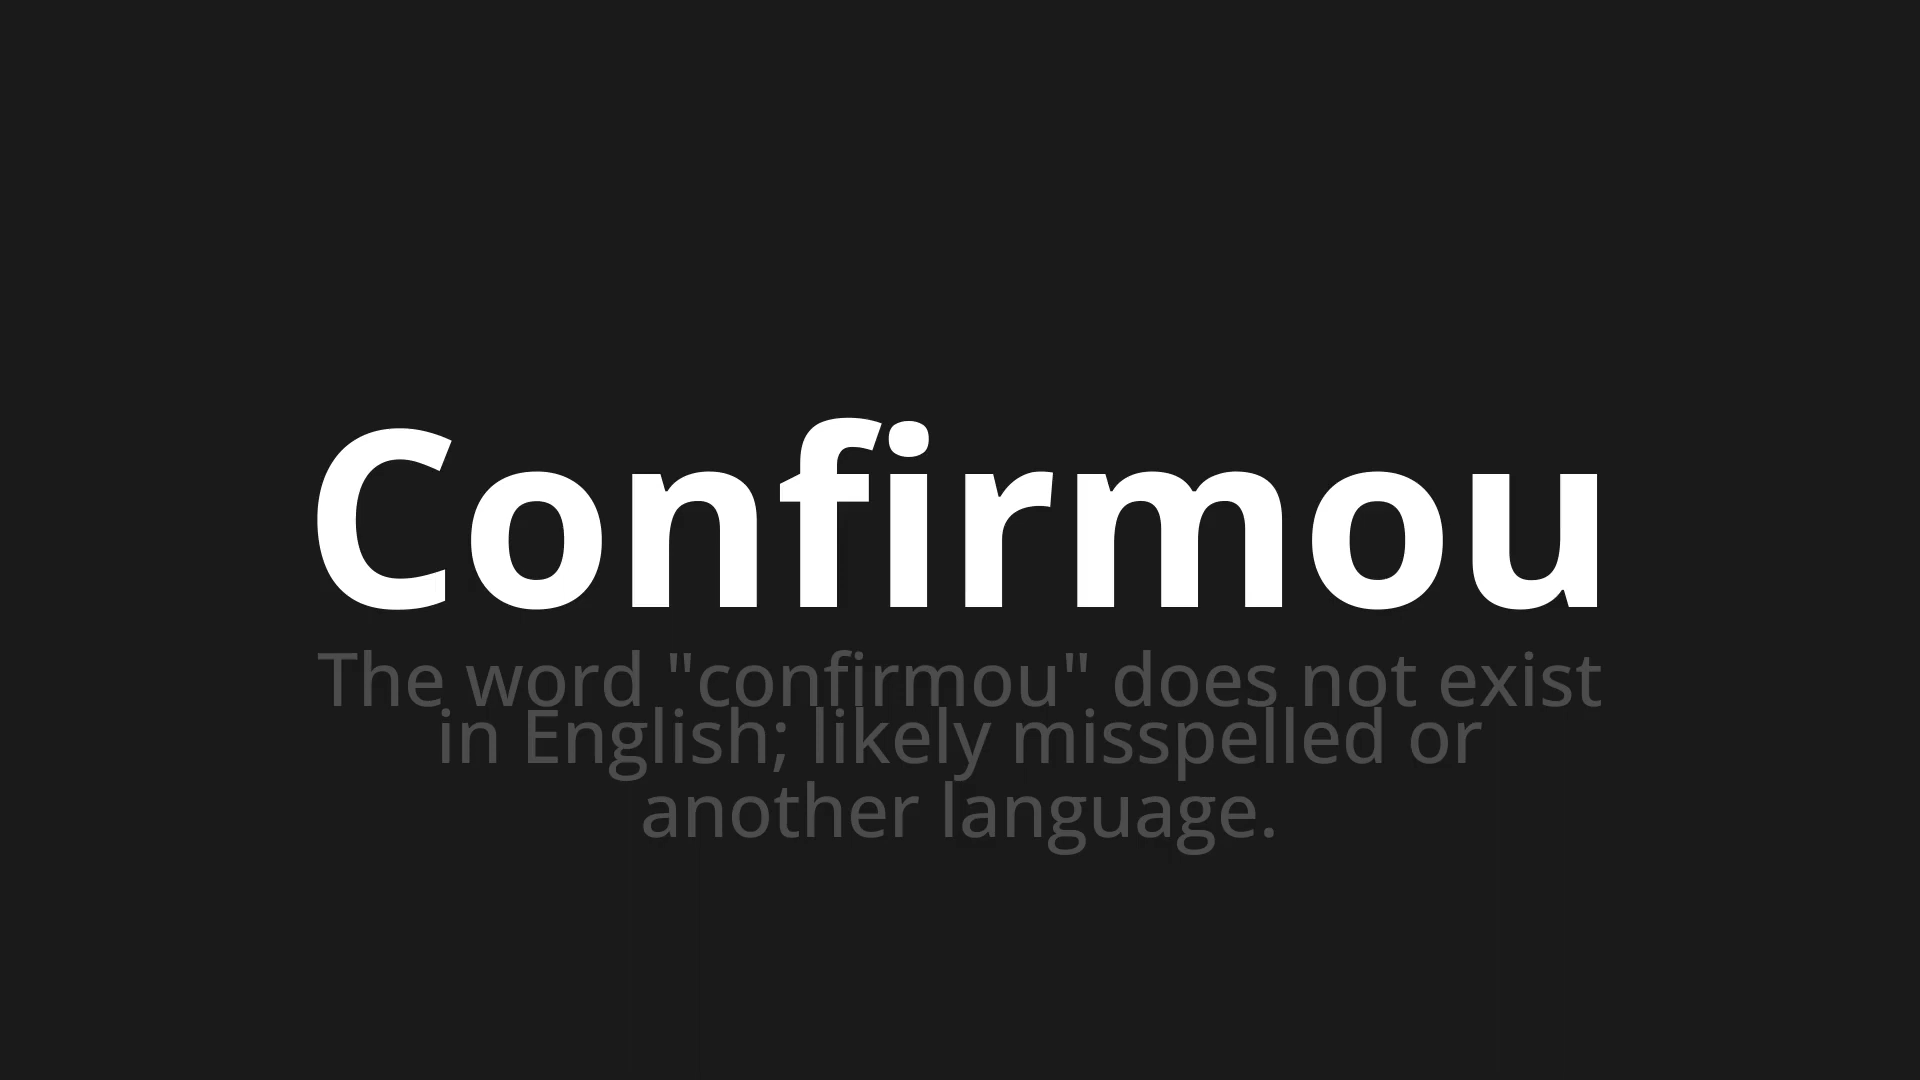 Confirmou
The word "confirmou" does not exist
in English; likely misspelled or
another language.